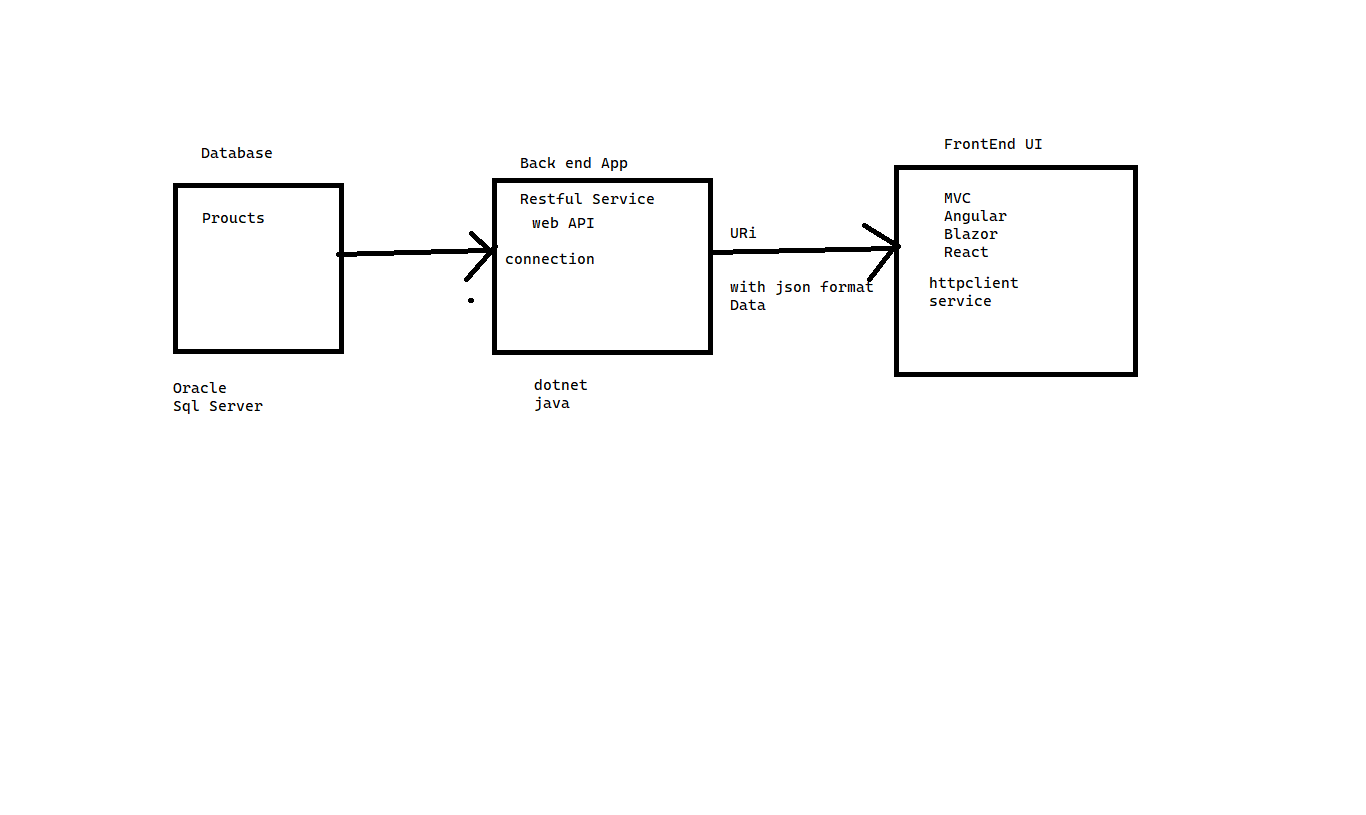 Database
Proucts
Oracle
Sql Server
Back end App
Restful Service
web API
connection
dotnet
java
URi
with json format
Data
FrontEnd UI
MVC
Angular
Blazor
React
httpclient
service